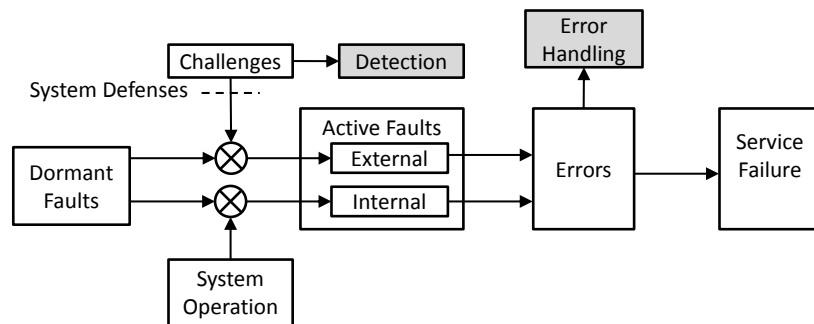 Error
Handling
Challenges
Detection
System Defenses
Active Faults
External
Internal
Dormant
Faults
Errors
Service
Failure
System
Operation